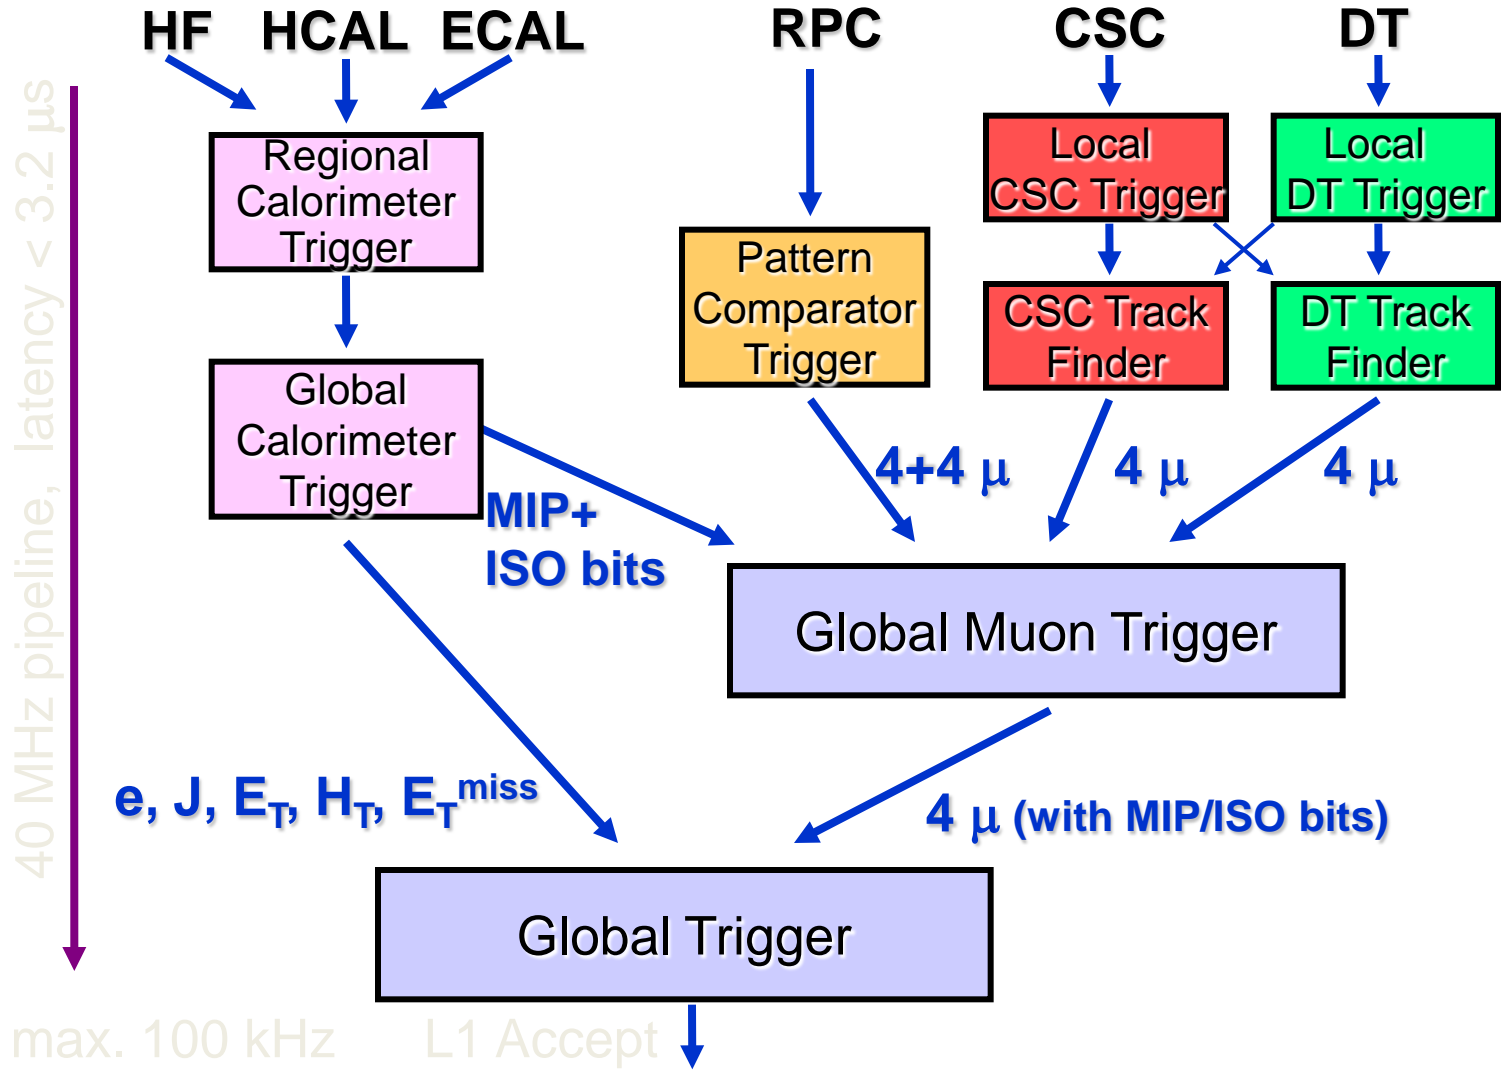 HF HCAL ECAL RPC CSC DT
40 MHz pipeline, latency < 3.2 μs
Regional
Calorimeter
Trigger
Local
CSC Trigger
Local
DT Trigger
Pattern
Comparator
Trigger
CSC Track
Finder
DT Track
Finder
Global
Calorimeter
Trigger
4+4 μ
4 μ
4 μ
MIP+
ISO bits
Global Muon Trigger
e, J, E_T, H_T, E_T^miss
4 μ (with MIP/ISO bits)
Global Trigger
max. 100 kHz L1 Accept